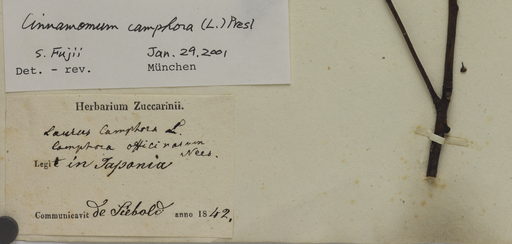 Cinnamomum camphora (L.) Presl
S. Fujii Jan. 29, 2001
Det. - rev. München
Herbarium Zuccarinii.
Laurus Camphora L.
Camphora officinarum Nees.
Legit in Japonia
Communicavit de Siebold anno 1842.